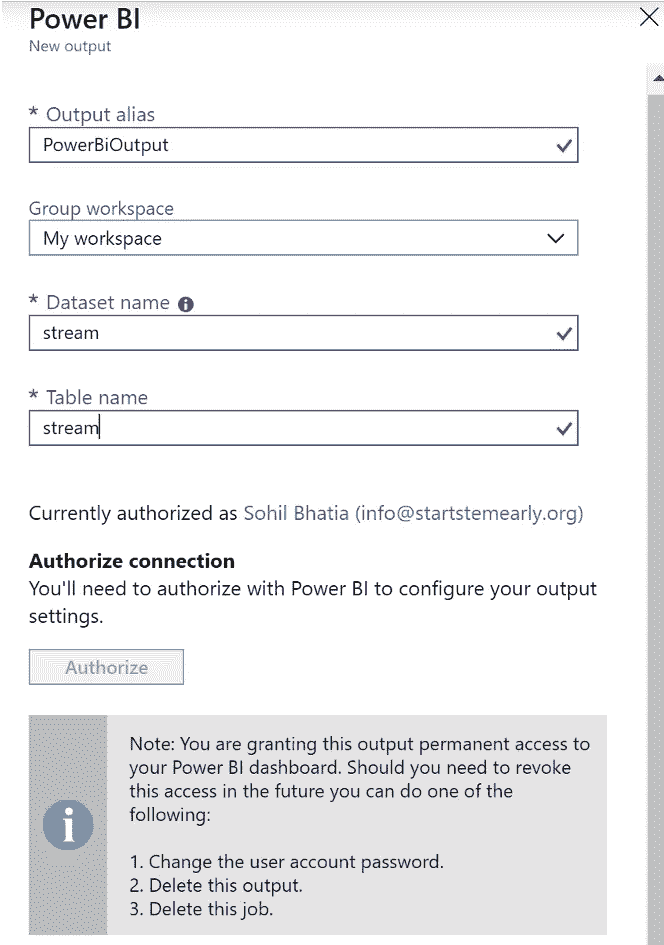 Power BI
New output
* Output alias
PowerBiOutput
Group workspace
My workspace
* Dataset name
stream
* Table name
stream
Currently authorized as Sohil Bhatia (info@startstemearly.org)
Authorize connection
You'll need to authorize with Power BI to configure your output
settings.
Authorize
Note: You are granting this output permanent access to
your Power BI dashboard. Should you need to revoke
this access in the future you can do one of the
following:
1. Change the user account password.
2. Delete this output.
3. Delete this job.